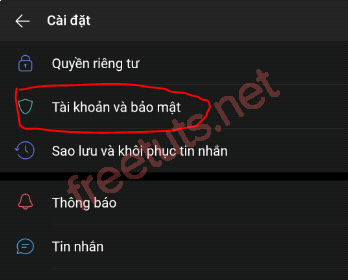 Cài đặt
Quyền riêng tư
Tài khoản và bảo mật
Sao lưu và khôi phục tin nhắn
Thông báo
Tin nhắn
freetuts.net